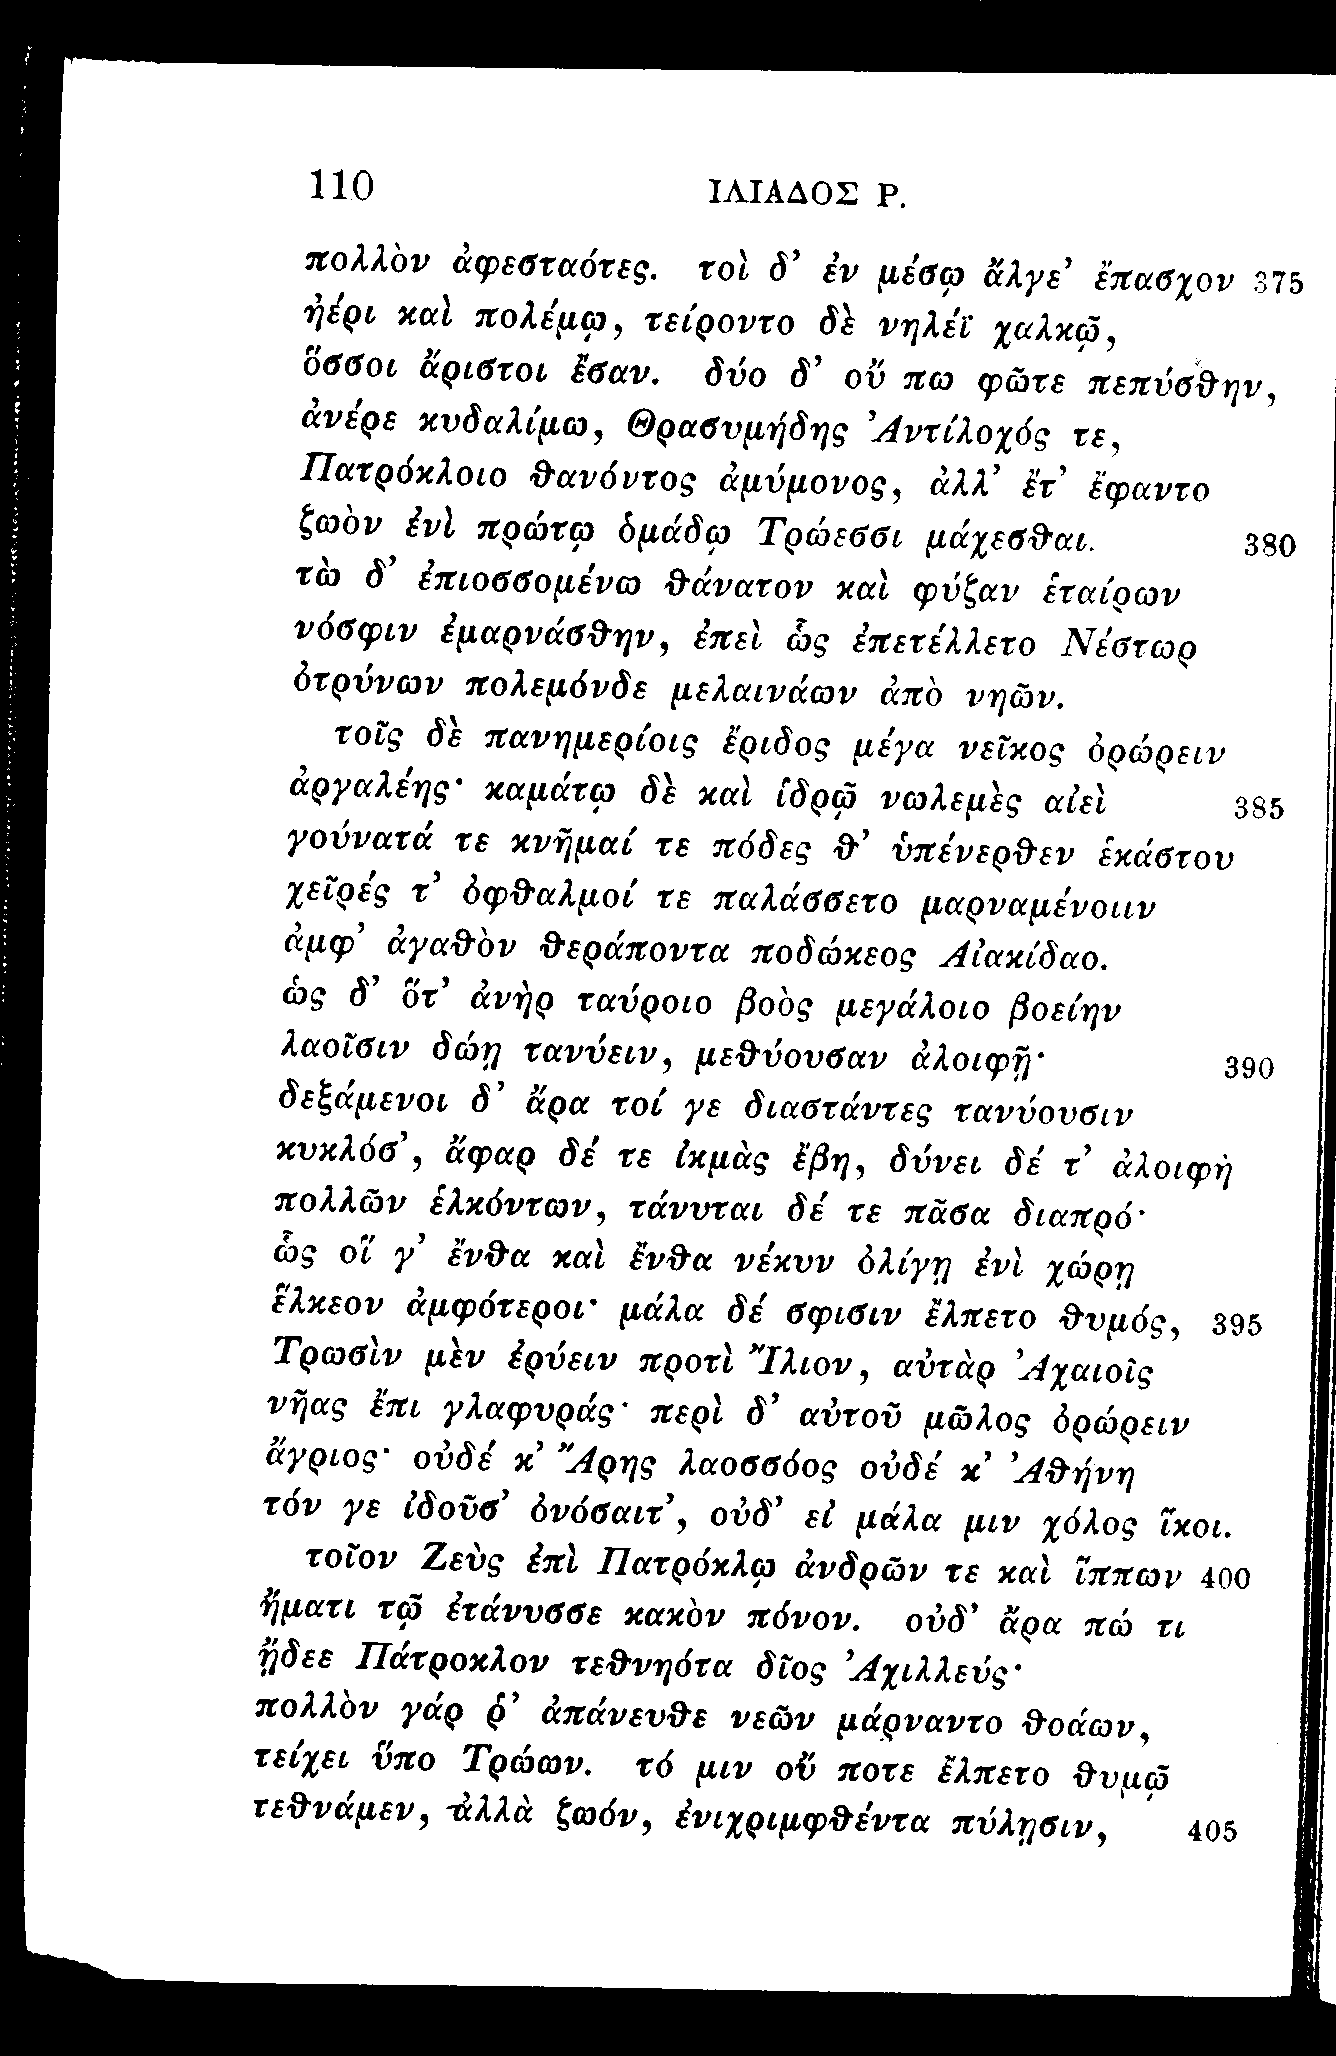 110 ΙΛΙΑΔΟΣ Ρ.
πολλὸν ἀφεσταότες. τοὶ δ’ ἐν μέσῳ ἄλγε’ ἔπασχον 375
ἠέρι καὶ πολέμῳ, τείροντο δὲ νηλέϊ χαλκῷ,
ὅσσοι ἄριστοι ἔσαν. δύο δ’ οὔ πω φῶτε πεπύσθην,
ἀνέρε κυδαλίμω, Θρασυμήδης Ἀντίλοχός τε,
Πατρόκλοιο θανόντος ἀμύμονος, ἀλλ’ ἔτ’ ἔφαντο
ζωὸν ἐνὶ πρώτῳ ὁμάδῳ Τρώεσσι μάχεσθαι. 380
τὼ δ’ ἐπιοσσομένω θάνατον καὶ φύζαν ἑταίρων
νόσφιν ἐμαρνάσθην, ἐπεὶ ὧς ἐπετέλλετο Νέστωρ
ὀτρύνων πολεμόνδε μελαινάων ἀπὸ νηῶν.
τοῖς δὲ πανημερίοις ἔριδος μέγα νεῖκος ὀρώρειν
ἀργαλέης· καμάτῳ δὲ καὶ ἱδρῷ νωλεμὲς αἰεὶ 385
γούνατά τε κνῆμαί τε πόδες θ’ ὑπένερθεν ἑκάστου
χεῖρές τ’ ὀφθαλμοί τε παλάσσετο μαρναμένοιιν
ἀμφ’ ἀγαθὸν θεράποντα ποδώκεος Αἰακίδαο.
ὡς δ’ ὅτ’ ἀνὴρ ταύροιο βοὸς μεγάλοιο βοείην
λαοῖσιν δώῃ τανύειν, μεθύουσαν ἀλοιφῇ· 390
δεξάμενοι δ’ ἄρα τοί γε διαστάντες τανύουσιν
κυκλόσ’, ἄφαρ δέ τε ἰκμὰς ἔβη, δύνει δέ τ’ ἀλοιφὴ
πολλῶν ἑλκόντων, τάνυται δέ τε πᾶσα διαπρό·
ὧς οἵ γ’ ἔνθα καὶ ἔνθα νέκυν ὀλίγῃ ἐνὶ χώρῃ
ἕλκεον ἀμφότεροι· μάλα δέ σφισιν ἔλπετο θυμός, 395
Τρωσὶν μὲν ἐρύειν προτὶ Ἴλιον, αὐτὰρ Ἀχαιοῖς
νῆας ἔπι γλαφυράς· περὶ δ’ αὐτοῦ μῶλος ὀρώρειν
ἄγριος· οὐδέ κ’ Ἄρης λαοσσόος οὐδέ κ’ Ἀθήνη
τόν γε ἰδοῦσ’ ὀνόσαιτ’, οὐδ’ εἰ μάλα μιν χόλος ἵκοι.
τοῖον Ζεὺς ἐπὶ Πατρόκλῳ ἀνδρῶν τε καὶ ἵππων 400
ἤματι τῷ ἐτάνυσσε κακὸν πόνον. οὐδ’ ἄρα πώ τι
ᾔδεε Πάτροκλον τεθνηότα δῖος Ἀχιλλεύς·
πολλὸν γάρ ῥ’ ἀπάνευθε νεῶν μάρναντο θοάων,
τείχει ὕπο Τρώων. τό μιν οὔ ποτε ἔλπετο θυμῷ
τεθνάμεν, ἀλλὰ ζωόν, ἐνιχριμφθέντα πύλῃσιν, 405